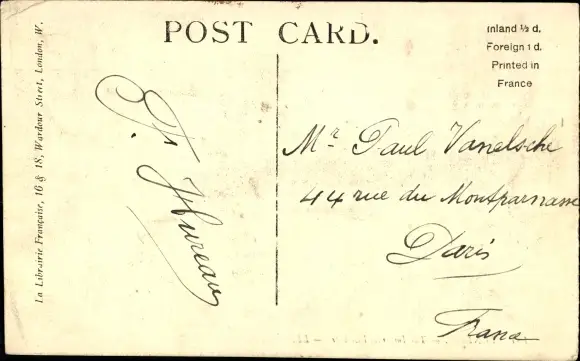 POST CARD.
Inland ½ d.
Foreign 1 d.
Printed in
France
La Librairie Française, 16 & 18, Wardour Street, London, W.
Mr Paul Vanelsche
44 rue du Montparnasse
Paris